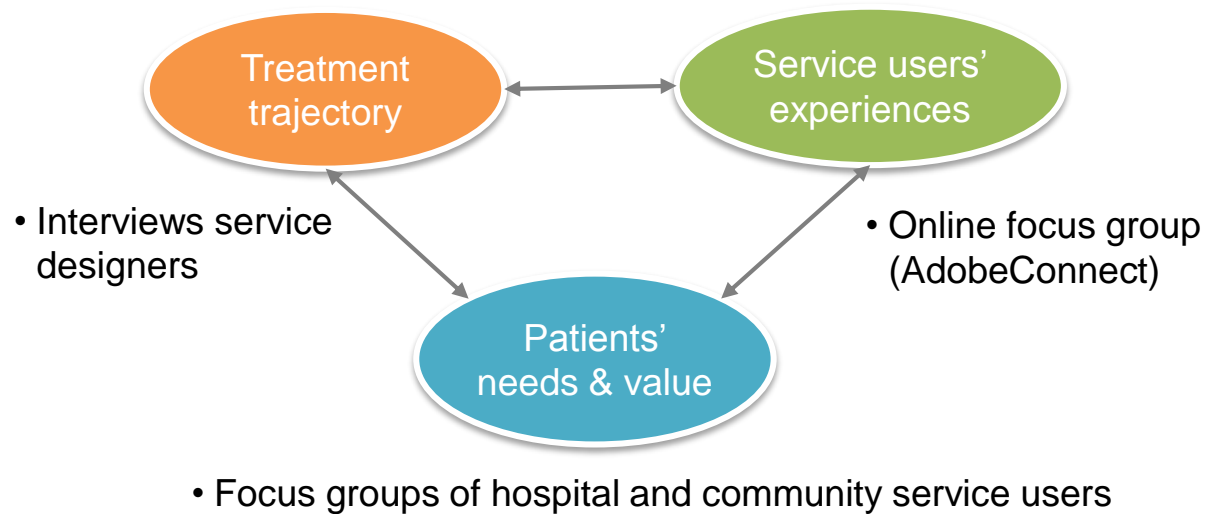 Treatment
trajectory
Service users’
experiences
• Interviews service
designers
• Online focus group
(AdobeConnect)
Patients’
needs & value
• Focus groups of hospital and community service users